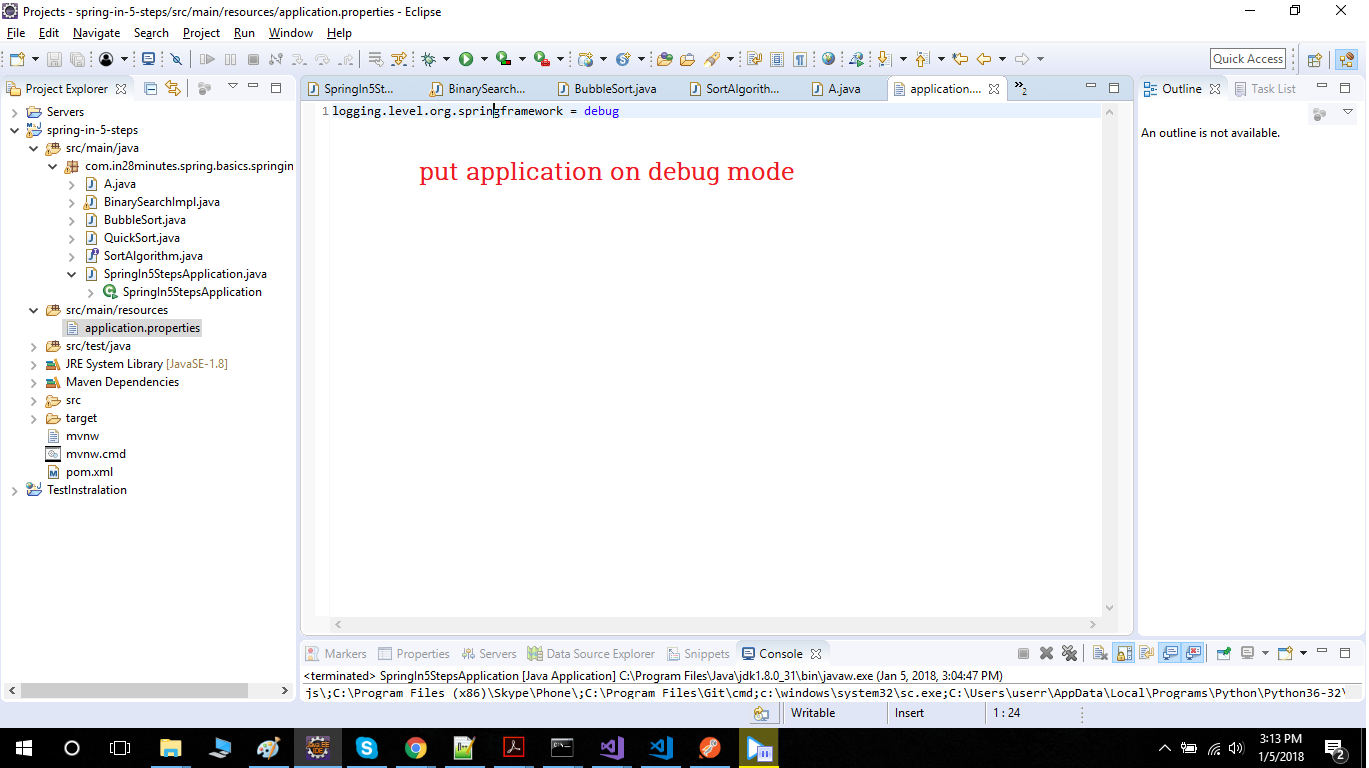 Projects - spring-in-5-steps/src/main/resources/application.properties - Eclipse
File Edit Navigate Search Project Run Window Help
Quick Access
Project Explorer
SpringIn5St...
BinarySearch...
BubbleSort.java
SortAlgorith...
A.java
application....
»2
Outline
Task List
Servers
spring-in-5-steps
src/main/java
com.in28minutes.spring.basics.springin
A.java
BinarySearchImpl.java
BubbleSort.java
QuickSort.java
SortAlgorithm.java
SpringIn5StepsApplication.java
SpringIn5StepsApplication
src/main/resources
application.properties
src/test/java
JRE System Library [JavaSE-1.8]
Maven Dependencies
src
target
mvnw
mvnw.cmd
pom.xml
TestInstralation
1 logging.level.org.springframework = debug
put application on debug mode
An outline is not available.
Markers
Properties
Servers
Data Source Explorer
Snippets
Console
<terminated> SpringIn5StepsApplication [Java Application] C:\Program Files\Java\jdk1.8.0_31\bin\javaw.exe (Jan 5, 2018, 3:04:47 PM)
js\;C:\Program Files (x86)\Skype\Phone\;C:\Program Files\Git\cmd;c:\windows\system32\sc.exe;C:\Users\userr\AppData\Local\Programs\Python\Python36-32\
Writable
Insert
1 : 24
3:13 PM
1/5/2018
2